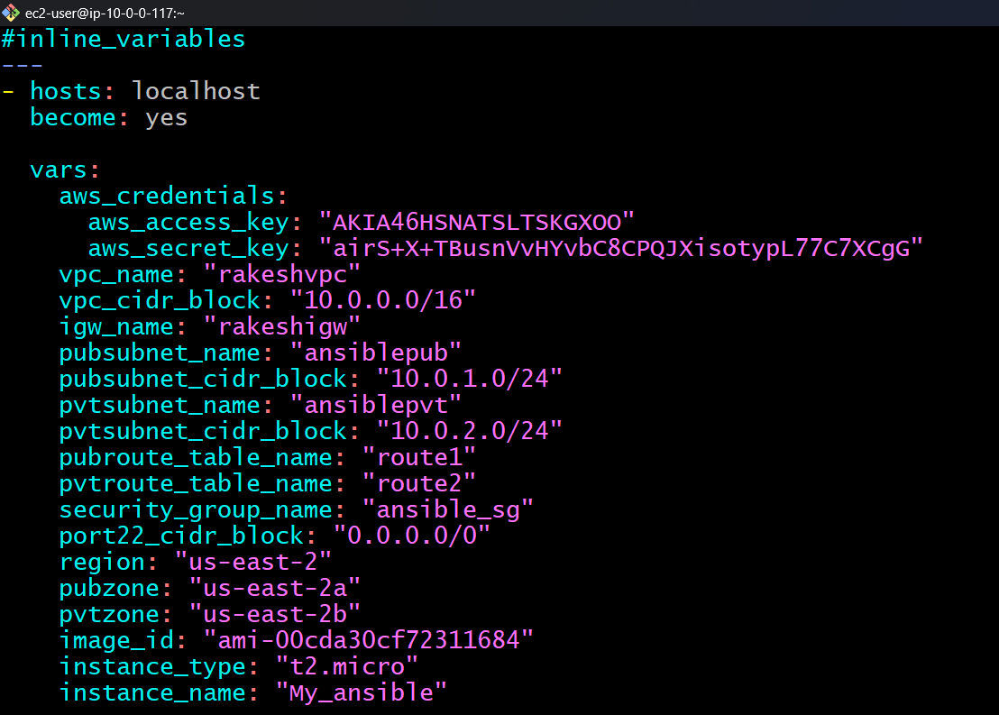 ec2-user@ip-10-0-0-117:~
#inline_variables
---
- hosts: localhost
become: yes
vars:
aws_credentials:
aws_access_key: "AKIA46HSNATSLTSKGXOO"
aws_secret_key: "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"
vpc_name: "rakeshvpc"
vpc_cidr_block: "10.0.0.0/16"
igw_name: "rakeshigw"
pubsubnet_name: "ansiblepub"
pubsubnet_cidr_block: "10.0.1.0/24"
pvtsubnet_name: "ansiblepvt"
pvtsubnet_cidr_block: "10.0.2.0/24"
pubroute_table_name: "route1"
pvtroute_table_name: "route2"
security_group_name: "ansible_sg"
port22_cidr_block: "0.0.0.0/0"
region: "us-east-2"
pubzone: "us-east-2a"
pvtzone: "us-east-2b"
image_id: "ami-00cda30cf72311684"
instance_type: "t2.micro"
instance_name: "My_ansible"